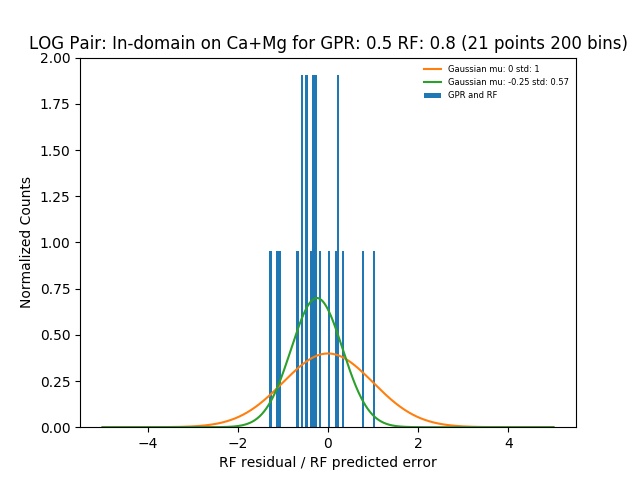 LOG Pair: In-domain on Ca+Mg for GPR: 0.5 RF: 0.8 (21 points 200 bins)
Gaussian mu: 0 std: 1
Gaussian mu: -0.25 std: 0.57
GPR and RF
Normalized Counts
2.00
1.75
1.50
1.25
1.00
0.75
0.50
0.25
0.00
−4
−2
0
2
4
RF residual / RF predicted error